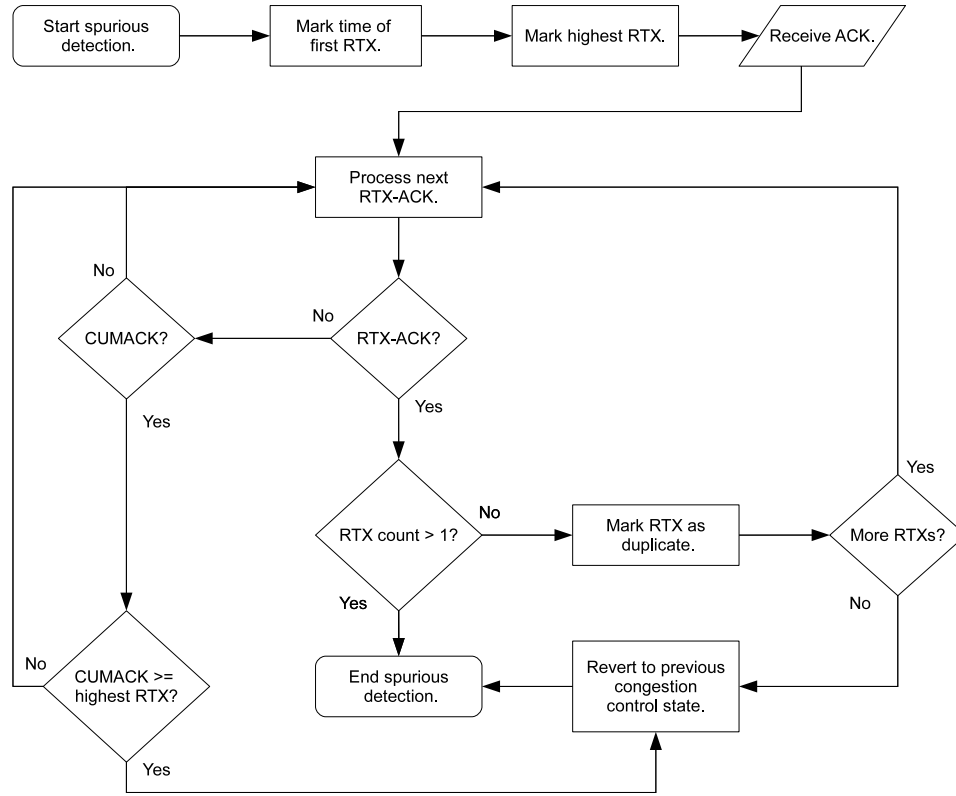 Start spurious
detection.
Mark time of
first RTX.
Mark highest RTX.
Receive ACK.
Process next
RTX-ACK.
No
CUMACK?
No
RTX-ACK?
Yes
Yes
Yes
RTX count > 1?
No
Mark RTX as
duplicate.
More RTXs?
Yes
No
No
CUMACK >=
highest RTX?
End spurious
detection.
Revert to previous
congestion
control state.
Yes